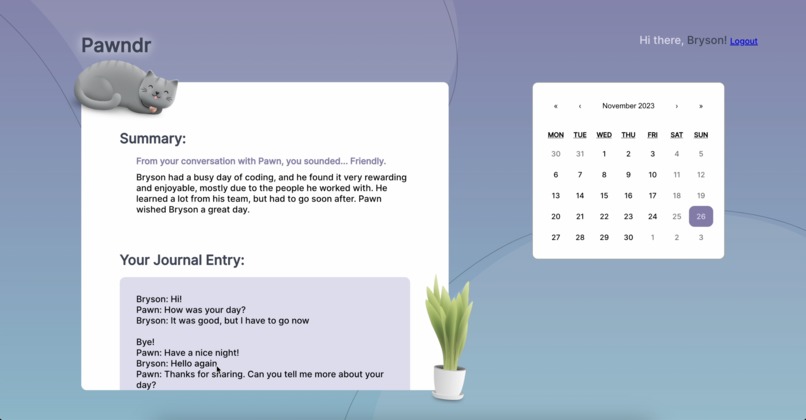 Pawndr
Hi there, Bryson! Logout
Summary:
From your conversation with Pawn, you sounded... Friendly.
Bryson had a busy day of coding, and he found it very rewarding
and enjoyable, mostly due to the people he worked with. He
learned a lot from his team, but had to go soon after. Pawn
wished Bryson a great day.
Your Journal Entry:
Bryson: Hi!
Pawn: How was your day?
Bryson: It was good, but I have to go now
Bye!
Pawn: Have a nice night!
Bryson: Hello again
Pawn: Thanks for sharing. Can you tell me more about your
day?
« ‹ November 2023 › »
MON TUE WED THU FRI SAT SUN
30 31 1 2 3 4 5
6 7 8 9 10 11 12
13 14 15 16 17 18 19
20 21 22 23 24 25 26
27 28 29 30 1 2 3